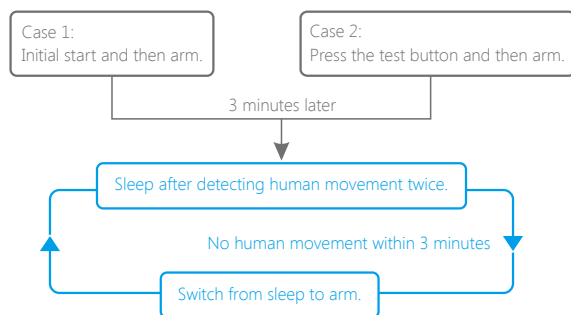 Case 1:
Initial start and then arm.
Case 2:
Press the test button and then arm.
3 minutes later
Sleep after detecting human movement twice.
No human movement within 3 minutes
Switch from sleep to arm.